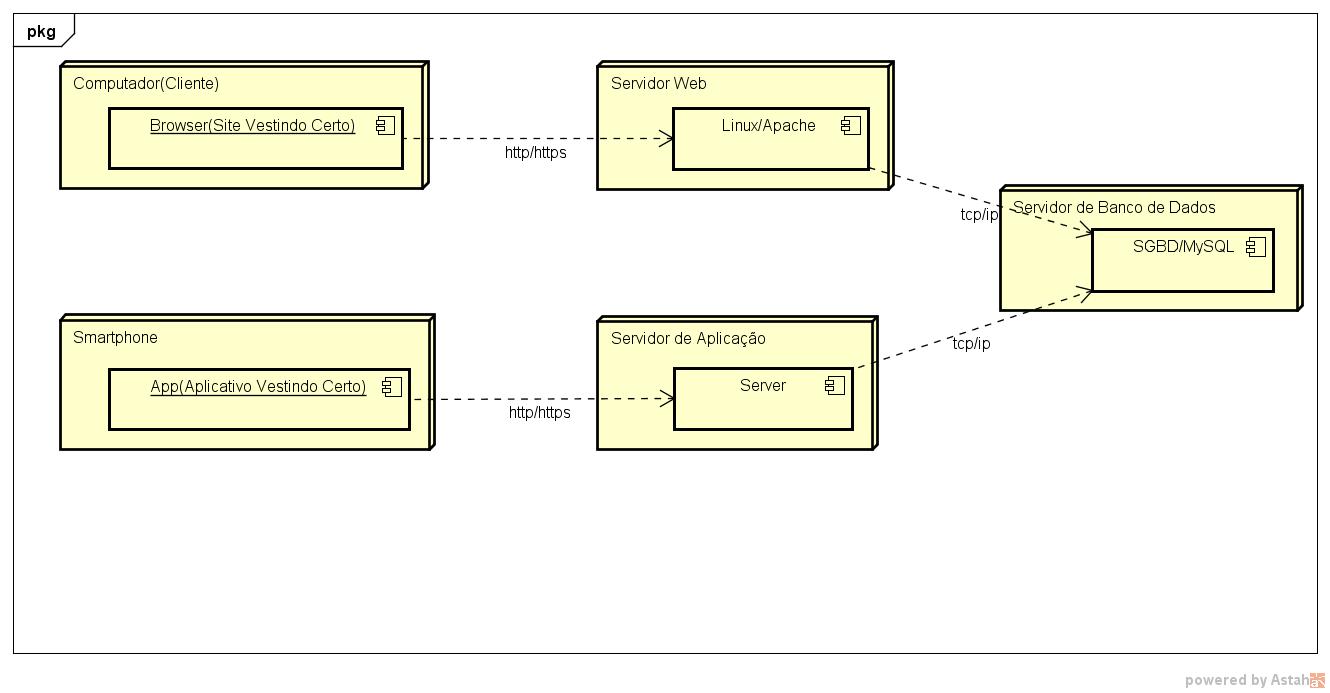 pkg
Computador(Cliente)
Browser(Site Vestindo Certo)
http/https
Servidor Web
Linux/Apache
tcp/ip
Servidor de Banco de Dados
SGBD/MySQL
Smartphone
App(Aplicativo Vestindo Certo)
http/https
Servidor de Aplicação
Server
tcp/ip
powered by Astah